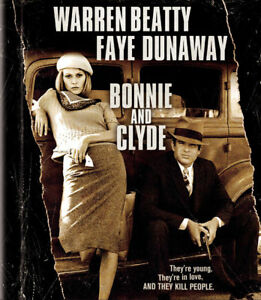 WARREN BEATTY
FAYE DUNAWAY
BONNIE
AND
CLYDE
They're young.
They're in love.
AND THEY KILL PEOPLE.